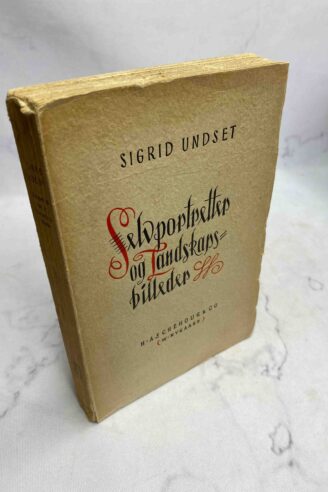 SIGRID UNDSET
Selvportretter
og Landskaps=
billeder
H·ASCHEHOUG & CO
(W·NYGAARD)